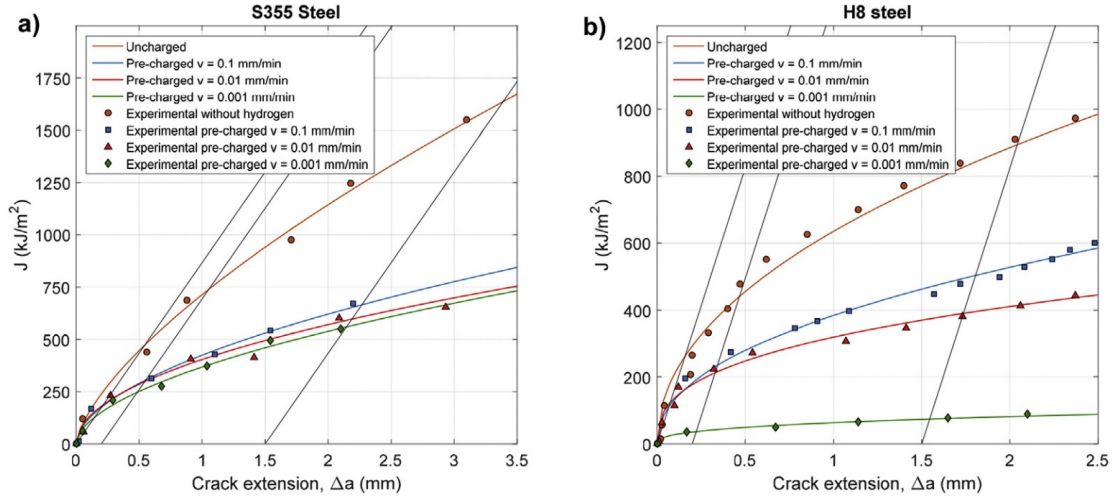 a)
S355 Steel
Uncharged
Pre-charged v = 0.1 mm/min
Pre-charged v = 0.01 mm/min
Pre-charged v = 0.001 mm/min
Experimental without hydrogen
Experimental pre-charged v = 0.1 mm/min
Experimental pre-charged v = 0.01 mm/min
Experimental pre-charged v = 0.001 mm/min
1750
1500
1250
1000
750
500
250
0
J (kJ/m²)
0 0.5 1 1.5 2 2.5 3 3.5
Crack extension, Δa (mm)
b)
H8 steel
Uncharged
Pre-charged v = 0.1 mm/min
Pre-charged v = 0.01 mm/min
Pre-charged v = 0.001 mm/min
Experimental without hydrogen
Experimental pre-charged v = 0.1 mm/min
Experimental pre-charged v = 0.01 mm/min
Experimental pre-charged v = 0.001 mm/min
1200
1000
800
600
400
200
0
J (kJ/m²)
0 0.5 1 1.5 2 2.5
Crack extension, Δa (mm)